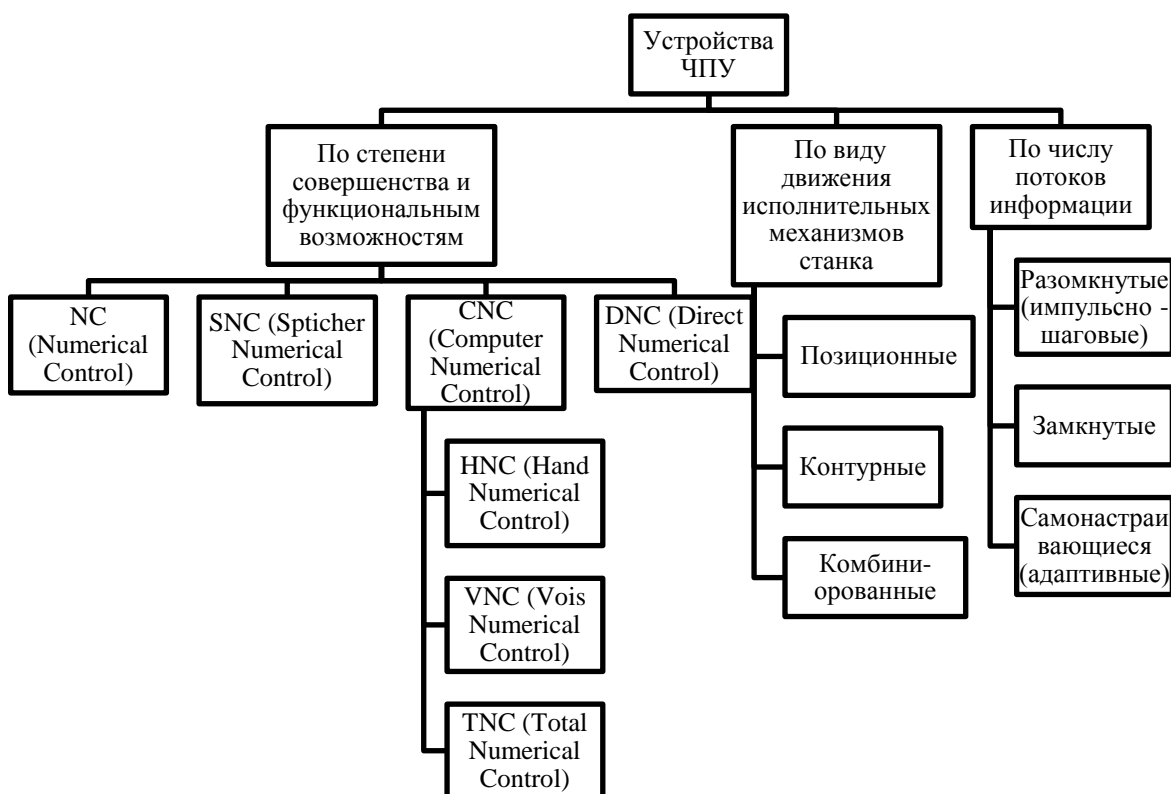 Устройства
ЧПУ
По степени
совершенства и
функциональным
возможностям
По виду
движения
исполнительных
механизмов
станка
По числу
потоков
информации
NC
(Numerical
Control)
SNC (Spticher
Numerical
Control)
CNC
(Computer
Numerical
Control)
DNC (Direct
Numerical
Control)
HNC (Hand
Numerical
Control)
VNC (Vois
Numerical
Control)
TNC (Total
Numerical
Control)
Позиционные
Контурные
Комбини-
орованные
Разомкнутые
(импульсно -
шаговые)
Замкнутые
Самонастраи
вающиеся
(адаптивные)